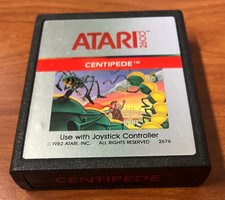 ATARI 2600
CENTIPEDE™
Use with Joystick Controller
©1982 ATARI, INC. ALL RIGHTS RESERVED 2676
CENTIPEDE